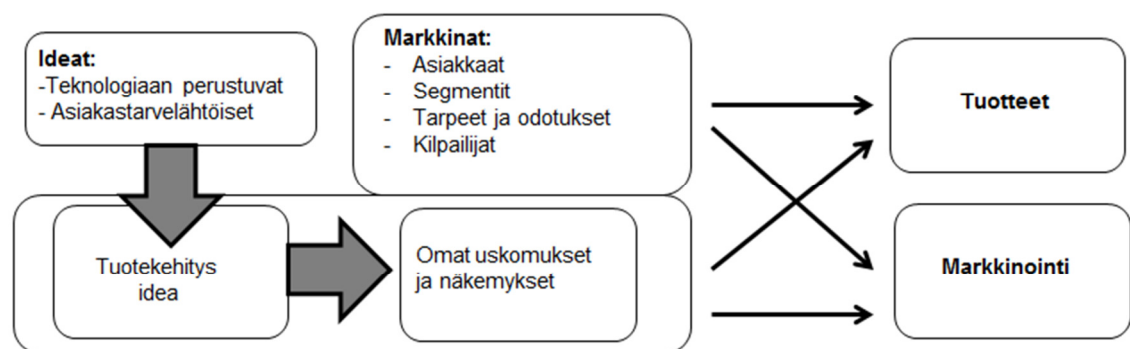 Ideat:
-Teknologiaan perustuvat
- Asiakastarvelähtöiset
Markkinat:
- Asiakkaat
- Segmentit
- Tarpeet ja odotukset
- Kilpailijat
Tuotteet
Tuotekehitys
idea
Omat uskomukset
ja näkemykset
Markkinointi